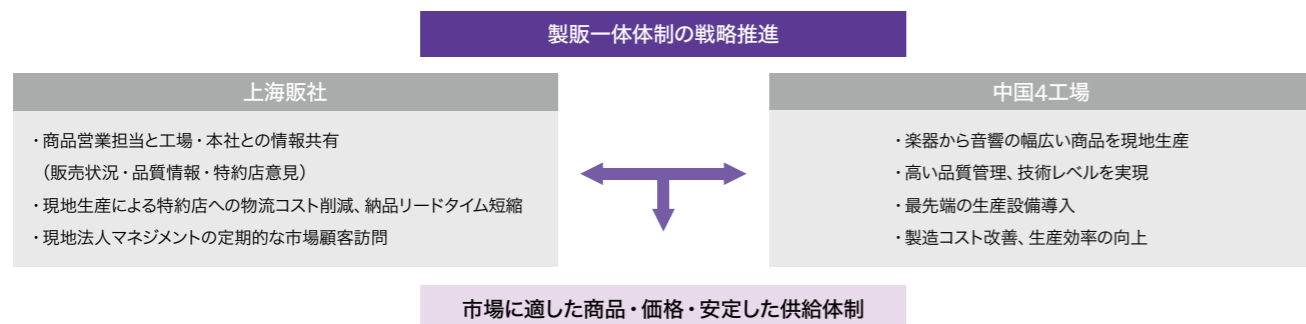 製販一体体制の戦略推進
上海販社
・商品営業担当と工場・本社との情報共有
（販売状況・品質情報・特約店意見）
・現地生産による特約店への物流コスト削減、納品リードタイム短縮
・現地法人マネジメントの定期的な市場顧客訪問
中国4工場
・楽器から音響の幅広い商品を現地生産
・高い品質管理、技術レベルを実現
・最先端の生産設備導入
・製造コスト改善、生産効率の向上
市場に適した商品・価格・安定した供給体制